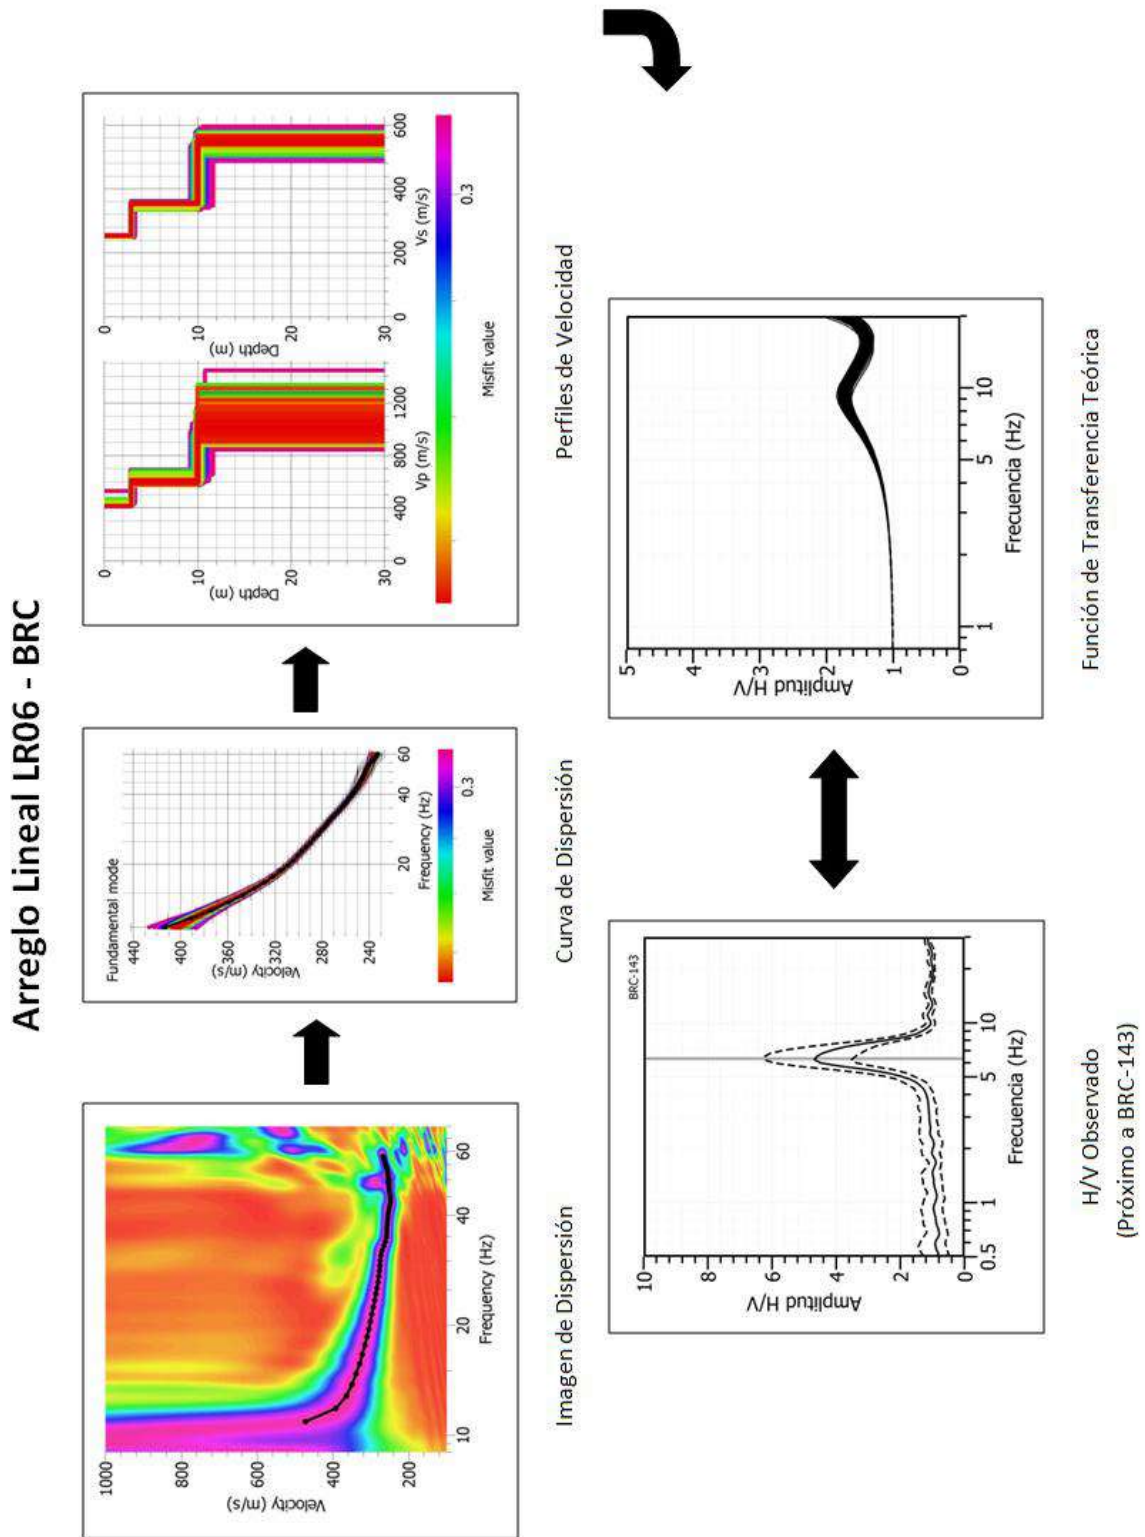 Arreglo Lineal LR06 - BRC
1000
800
600
400
200
Velocity (m/s)
10
20
40
60
Frequency (Hz)
Imagen de Dispersión
Fundamental mode
440
400
360
320
280
240
Velocity (m/s)
20
40
60
Frequency (Hz)
0.3
Misfit value
Curva de Dispersión
0
10
20
30
Depth (m)
0
400
800
1200
Vp (m/s)
0
10
20
30
Depth (m)
0
200
400
600
Vs (m/s)
0.3
Misfit value
Perfiles de Velocidad
BRC-143
10
8
6
4
2
0
Amplitud H/V
0.5
1
5
10
Frecuencia (Hz)
H/V Observado
(Próximo a BRC-143)
5
4
3
2
1
0
Amplitud H/V
1
5
10
Frecuencia (Hz)
Función de Transferencia Teórica